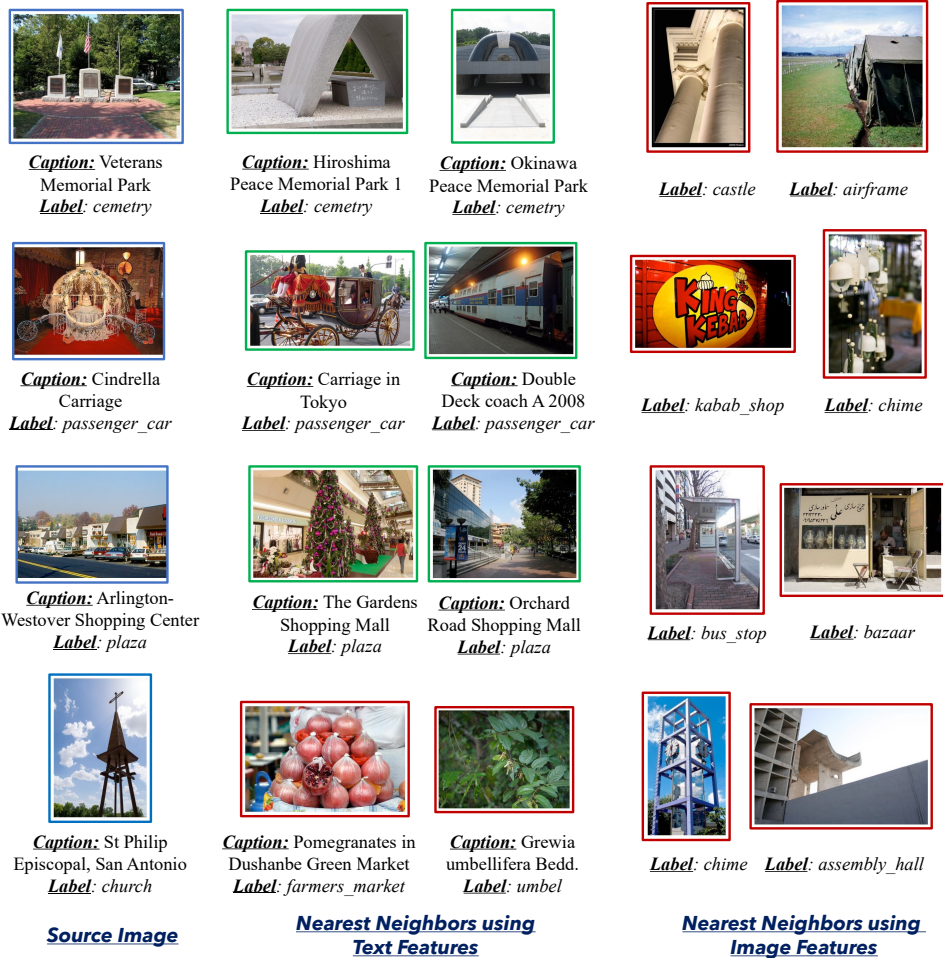 Caption: Veterans
Memorial Park
Label: cemetry
Caption: Hiroshima
Peace Memorial Park 1
Label: cemetry
Caption: Okinawa
Peace Memorial Park
Label: cemetry
Label: castle
Label: airframe
KING
KEBAB
Caption: Cindrella
Carriage
Label: passenger_car
Caption: Carriage in
Tokyo
Label: passenger_car
Caption: Double
Deck coach A 2008
Label: passenger_car
Label: kabab_shop
Label: chime
Caption: Arlington-
Westover Shopping Center
Label: plaza
Caption: The Gardens
Shopping Mall
Label: plaza
Caption: Orchard
Road Shopping Mall
Label: plaza
علی
Label: bus_stop
Label: bazaar
Caption: St Philip
Episcopal, San Antonio
Label: church
Caption: Pomegranates in
Dushanbe Green Market
Label: farmers_market
Caption: Grewia
umbellifera Bedd.
Label: umbel
Label: chime
Label: assembly_hall
Source Image
Nearest Neighbors using
Text Features
Nearest Neighbors using
Image Features